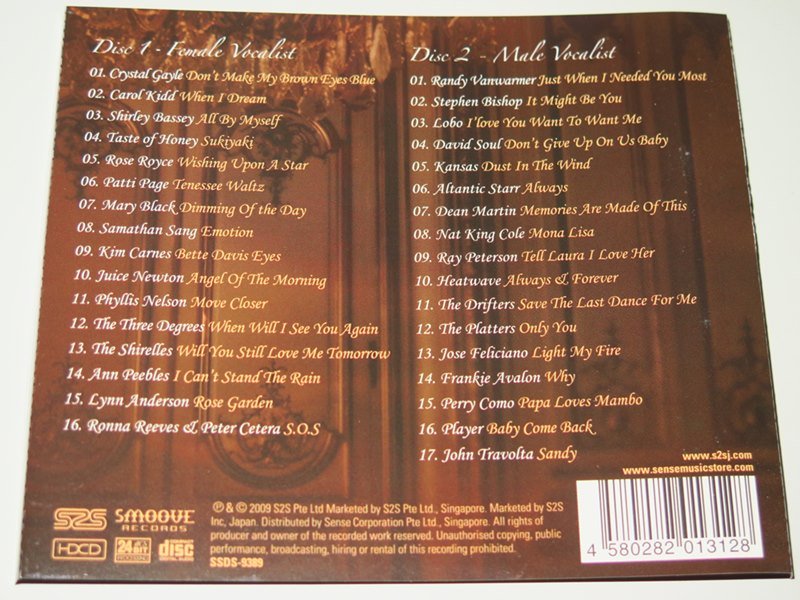 Disc 1 - Female Vocalist
01. Crystal Gayle Don't Make My Brown Eyes Blue
02. Carol Kidd When I Dream
03. Shirley Bassey All By Myself
04. Taste of Honey Sukiyaki
05. Rose Royce Wishing Upon A Star
06. Patti Page Tenessee Waltz
07. Mary Black Dimming Of the Day
08. Samathan Sang Emotion
09. Kim Carnes Bette Davis Eyes
10. Juice Newton Angel Of The Morning
11. Phyllis Nelson Move Closer
12. The Three Degrees When Will I See You Again
13. The Shirelles Will You Still Love Me Tomorrow
14. Ann Peebles I Can't Stand The Rain
15. Lynn Anderson Rose Garden
16. Ronna Reeves & Peter Cetera S.O.S
Disc 2 - Male Vocalist
01. Randy Vanwarmer Just When I Needed You Most
02. Stephen Bishop It Might Be You
03. Lobo I'love You Want To Want Me
04. David Soul Don't Give Up On Us Baby
05. Kansas Dust In The Wind
06. Altantic Starr Always
07. Dean Martin Memories Are Made Of This
08. Nat King Cole Mona Lisa
09. Ray Peterson Tell Laura I Love Her
10. Heatwave Always & Forever
11. The Drifters Save The Last Dance For Me
12. The Platters Only You
13. Jose Feliciano Light My Fire
14. Frankie Avalon Why
15. Perry Como Papa Loves Mambo
16. Player Baby Come Back
17. John Travolta Sandy
www.s2sj.com
www.sensemusicstore.com
S2S
SMOOVE
RECORDS
HDCD
24 BIT
COMPACT
disc
DIGITAL AUDIO
℗ & © 2009 S2S Pte Ltd Marketed by S2S Pte Ltd., Singapore. Marketed by S2S
Inc, Japan. Distributed by Sense Corporation Pte Ltd., Singapore. All rights of
producer and owner of the recorded work reserved. Unauthorised copying, public
performance, broadcasting, hiring or rental of this recording prohibited.
SSDS-9389
4 580282 013128